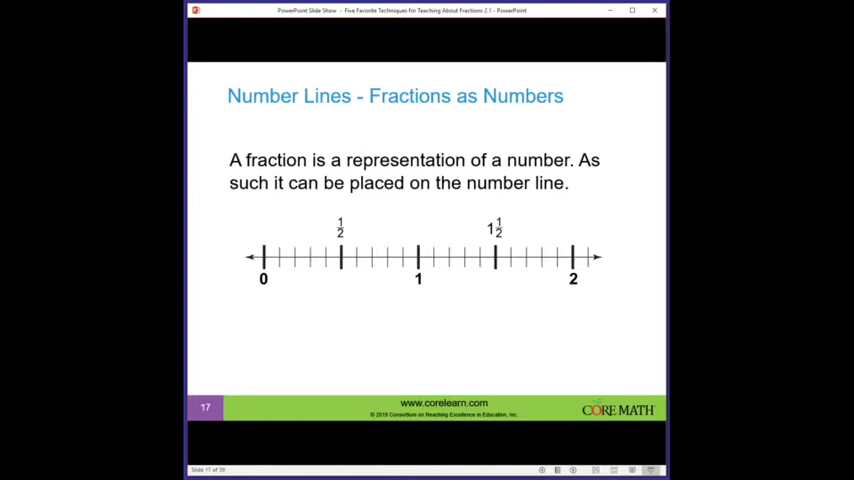 PowerPoint Slide Show - Five Favorite Techniques for Teaching About Fractions 2.1 - PowerPoint
Number Lines - Fractions as Numbers
A fraction is a representation of a number. As
such it can be placed on the number line.
1/2 1 1/2
0 1 2
17
www.corelearn.com
© 2019 Consortium on Reaching Excellence in Education, Inc.
CORE MATH
Slide 17 of 39